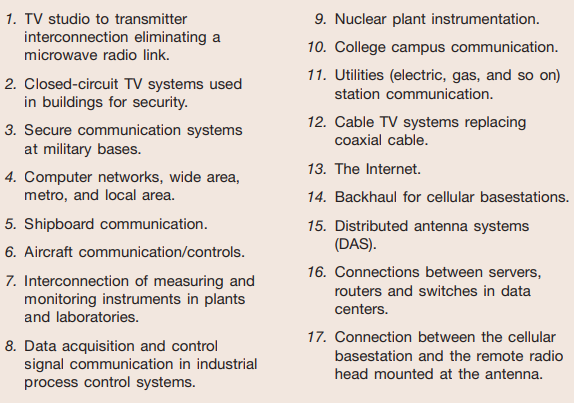 1. TV studio to transmitter
interconnection eliminating a
microwave radio link.
2. Closed-circuit TV systems used
in buildings for security.
3. Secure communication systems
at military bases.
4. Computer networks, wide area,
metro, and local area.
5. Shipboard communication.
6. Aircraft communication/controls.
7. Interconnection of measuring and
monitoring instruments in plants
and laboratories.
8. Data acquisition and control
signal communication in industrial
process control systems.
9. Nuclear plant instrumentation.
10. College campus communication.
11. Utilities (electric, gas, and so on)
station communication.
12. Cable TV systems replacing
coaxial cable.
13. The Internet.
14. Backhaul for cellular basestations.
15. Distributed antenna systems
(DAS).
16. Connections between servers,
routers and switches in data
centers.
17. Connection between the cellular
basestation and the remote radio
head mounted at the antenna.